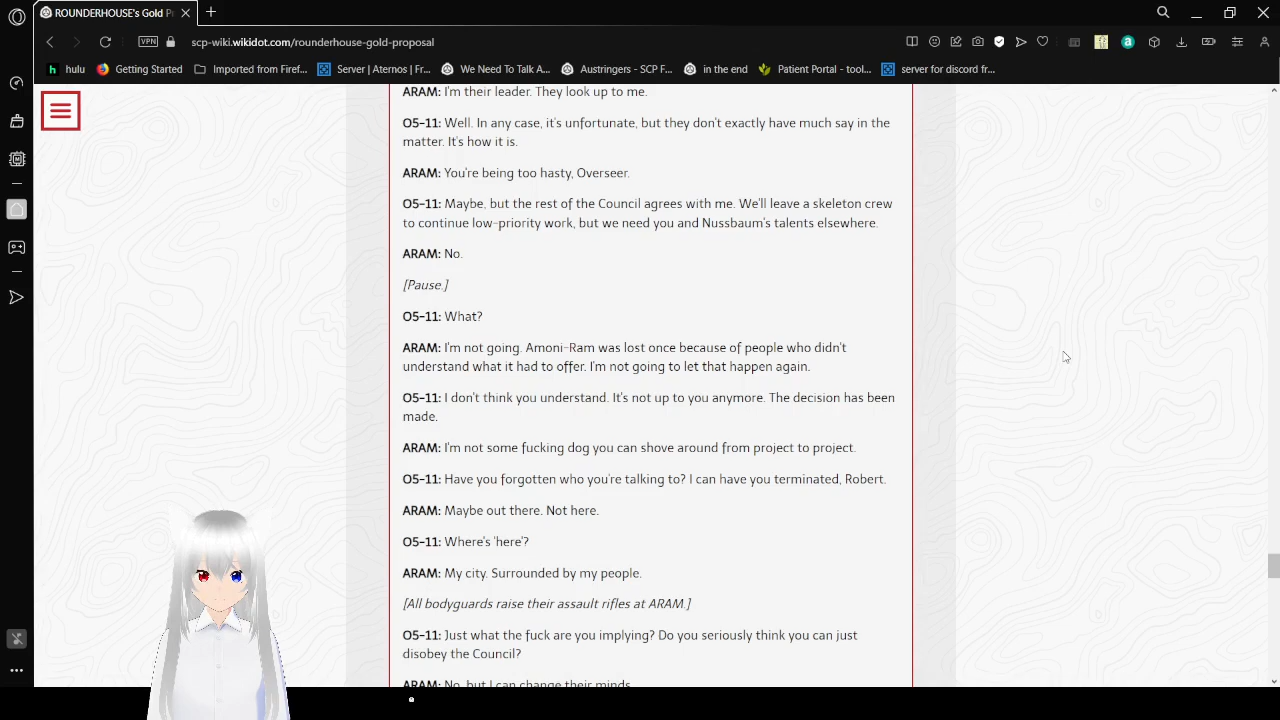 ROUNDERHOUSE's Gold P
scp-wiki.wikidot.com/rounderhouse-gold-proposal
VPN
hulu
Getting Started
Imported from Firef...
Server | Aternos | Fr...
We Need To Talk A...
Austringers - SCP F...
in the end
Patient Portal - tool...
server for discord fr...
ARAM: I'm their leader. They look up to me.
O5-11: Well. In any case, it's unfortunate, but they don't exactly have much say in the
matter. It's how it is.
ARAM: You're being too hasty, Overseer.
O5-11: Maybe, but the rest of the Council agrees with me. We'll leave a skeleton crew
to continue low-priority work, but we need you and Nussbaum's talents elsewhere.
ARAM: No.
[Pause.]
O5-11: What?
ARAM: I'm not going. Amoni-Ram was lost once because of people who didn't
understand what it had to offer. I'm not going to let that happen again.
O5-11: I don't think you understand. It's not up to you anymore. The decision has been
made.
ARAM: I'm not some fucking dog you can shove around from project to project.
O5-11: Have you forgotten who you're talking to? I can have you terminated, Robert.
ARAM: Maybe out there. Not here.
O5-11: Where's 'here'?
ARAM: My city. Surrounded by my people.
[All bodyguards raise their assault rifles at ARAM.]
O5-11: Just what the fuck are you implying? Do you seriously think you can just
disobey the Council?
ARAM: No, but I can change their minds.